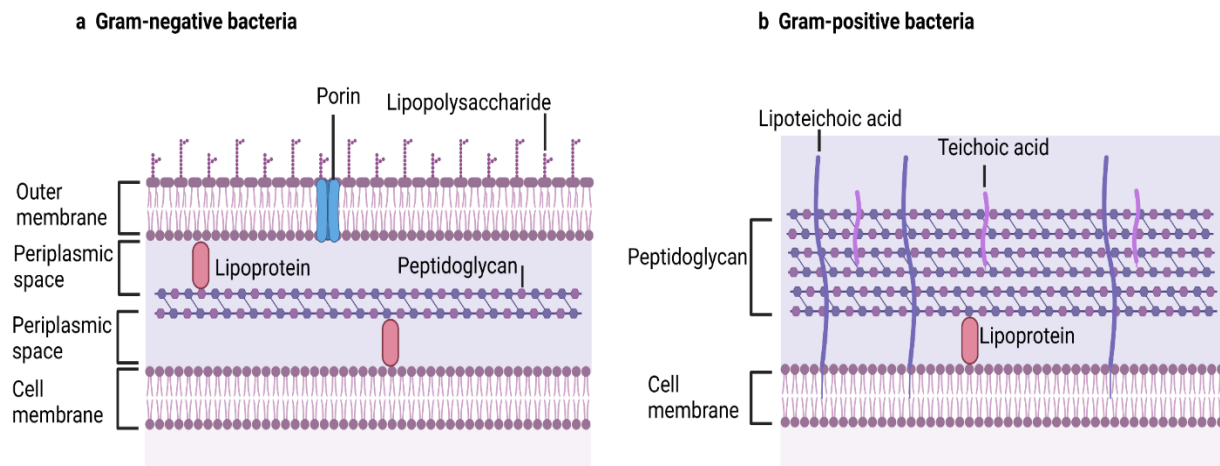 a Gram-negative bacteria
Porin
Lipopolysaccharide
Outer
membrane
Periplasmic
space
Lipoprotein
Peptidoglycan
Periplasmic
space
Cell
membrane
b Gram-positive bacteria
Lipoteichoic acid
Teichoic acid
Peptidoglycan
Lipoprotein
Cell
membrane